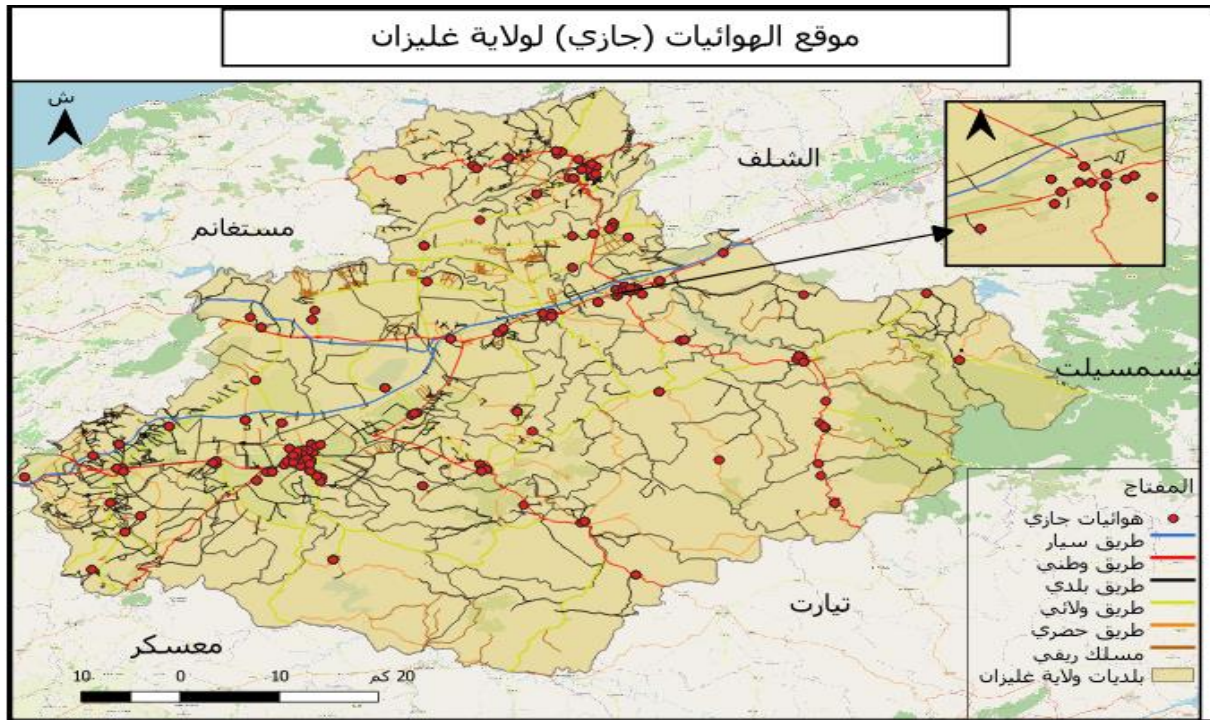 موقع الهوائيات (جازي) لولاية غليزان
ش
الشلف
مستغانم
تيسمسيلت
تيارت
معسكر
10 0 10 20 كم
المفتاح
هوائيات جازي
طريق سيار
طريق وطني
طريق بلدي
طريق ولائي
طريق حضري
مسلك ريفي
بلديات ولاية غليزان